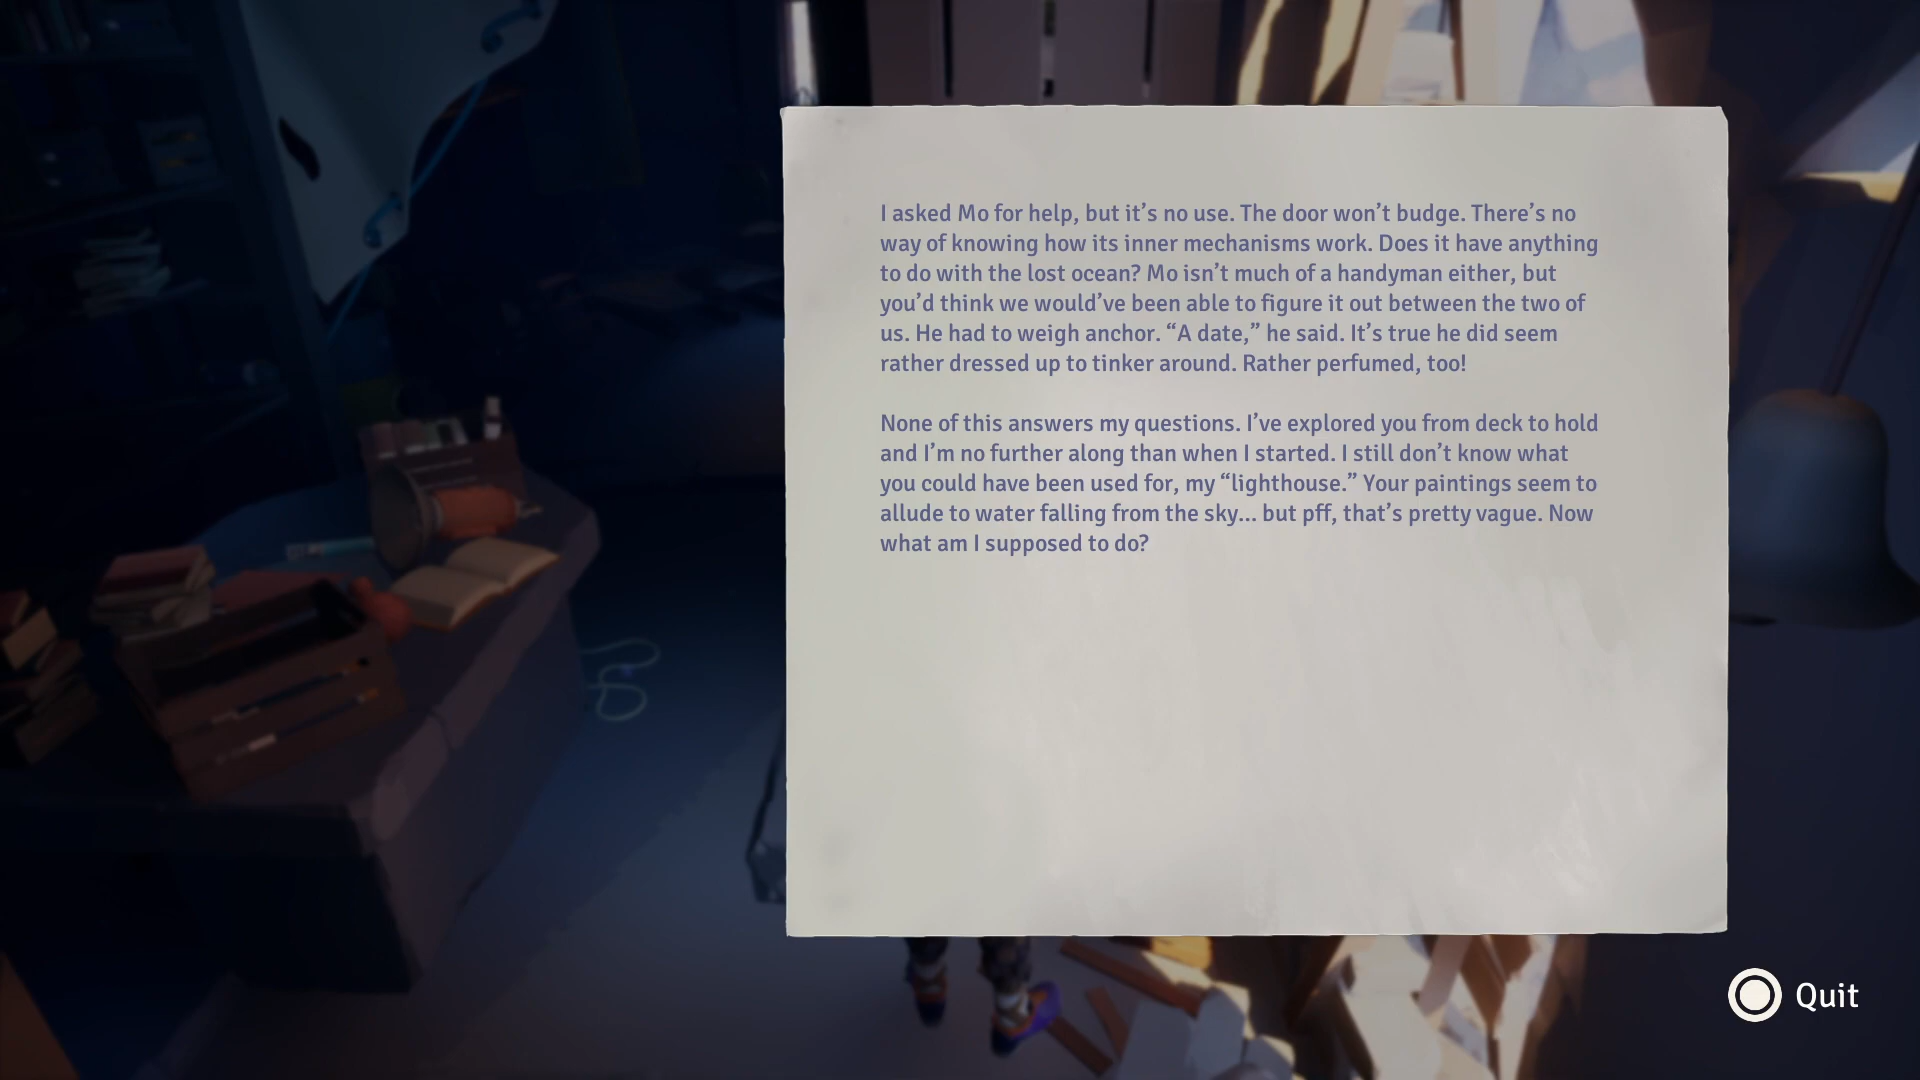 I asked Mo for help, but it’s no use. The door won’t budge. There’s no
way of knowing how its inner mechanisms work. Does it have anything
to do with the lost ocean? Mo isn’t much of a handyman either, but
you’d think we would’ve been able to figure it out between the two of
us. He had to weigh anchor. “A date,” he said. It’s true he did seem
rather dressed up to tinker around. Rather perfumed, too!
None of this answers my questions. I’ve explored you from deck to hold
and I’m no further along than when I started. I still don’t know what
you could have been used for, my “lighthouse.” Your paintings seem to
allude to water falling from the sky... but pff, that’s pretty vague. Now
what am I supposed to do?
Quit